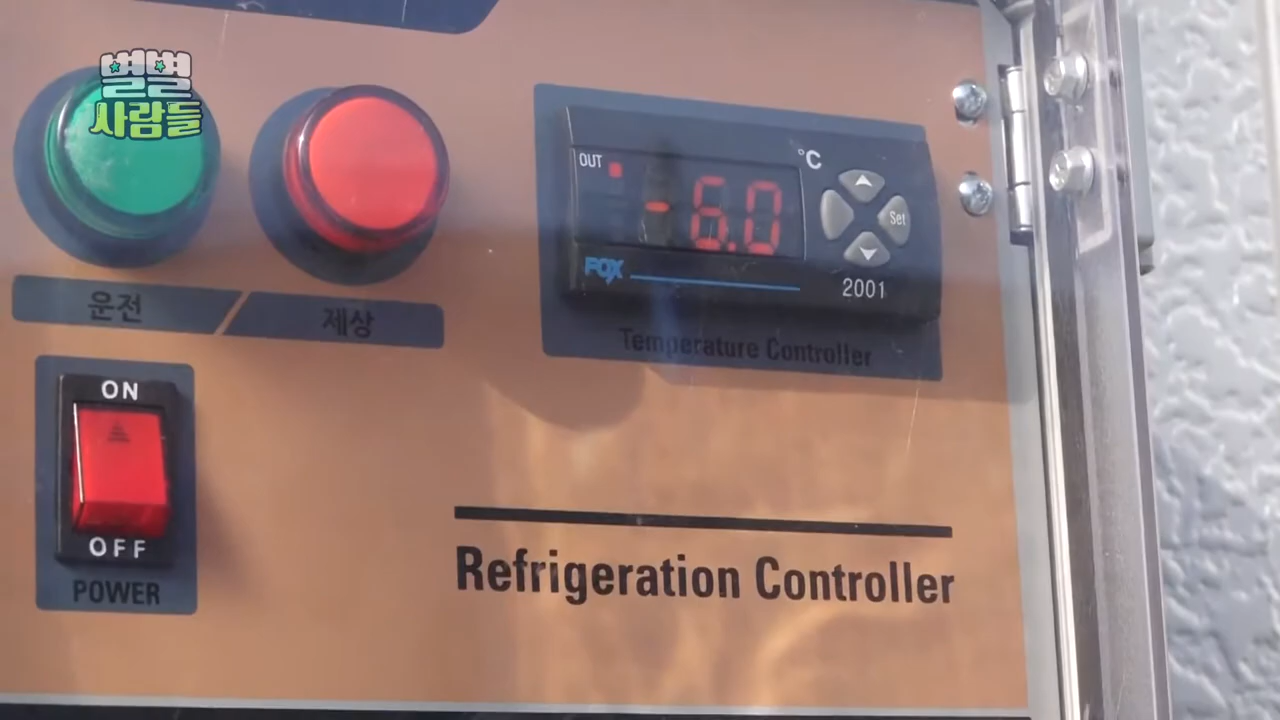 별별
사람들
OUT
°C
-6.0
Set
FOX
2001
운전
제상
Temperature Controller
ON
OFF
POWER
Refrigeration Controller